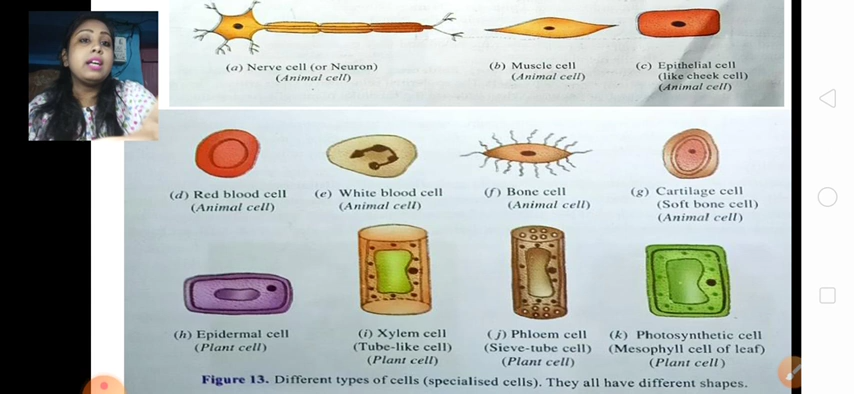 (a) Nerve cell (or Neuron)
(Animal cell)
(b) Muscle cell
(Animal cell)
(c) Epithelial cell
(like cheek cell)
(Animal cell)
(d) Red blood cell
(Animal cell)
(e) White blood cell
(Animal cell)
(f) Bone cell
(Animal cell)
(g) Cartilage cell
(Soft bone cell)
(Animal cell)
(h) Epidermal cell
(Plant cell)
(i) Xylem cell
(Tube-like cell)
(Plant cell)
(j) Phloem cell
(Sieve-tube cell)
(Plant cell)
(k) Photosynthetic cell
(Mesophyll cell of leaf)
(Plant cell)
Figure 13. Different types of cells (specialised cells). They all have different shapes.